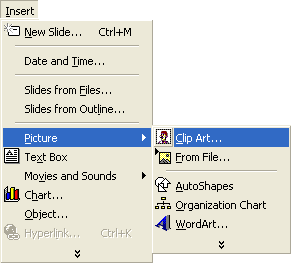 Insert
New Slide... Ctrl+M
Date and Time...
Slides from Files...
Slides from Outline...
Picture
Text Box
Movies and Sounds
Chart...
Object...
Hyperlink... Ctrl+K
Clip Art...
From File...
AutoShapes
Organization Chart
WordArt...